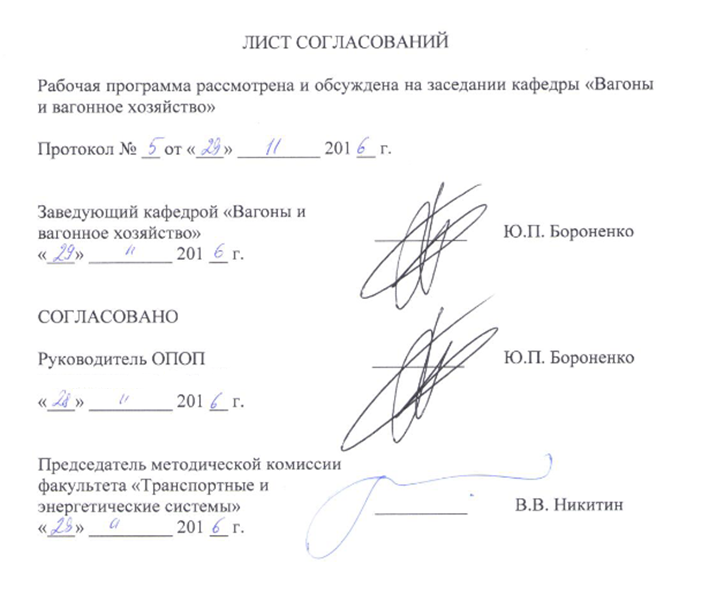 ЛИСТ СОГЛАСОВАНИЙ
Рабочая программа рассмотрена и обсуждена на заседании кафедры «Вагоны
и вагонное хозяйство»
Протокол № 5 от «29» 11 2016 г.
Заведующий кафедрой «Вагоны и
вагонное хозяйство»
Ю.П. Бороненко
«29» 11 2016 г.
СОГЛАСОВАНО
Руководитель ОПОП
Ю.П. Бороненко
« » 11 2016 г.
Председатель методической комиссии
факультета «Транспортные и
энергетические системы»
В.В. Никитин
«29» 11 2016 г.